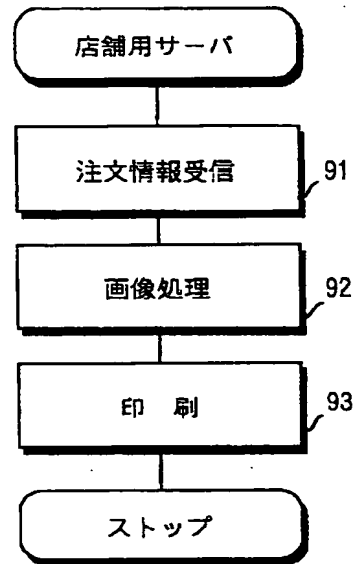 店舗用サーバ
注文情報受信
91
画像処理
92
印 刷
93
ストップ